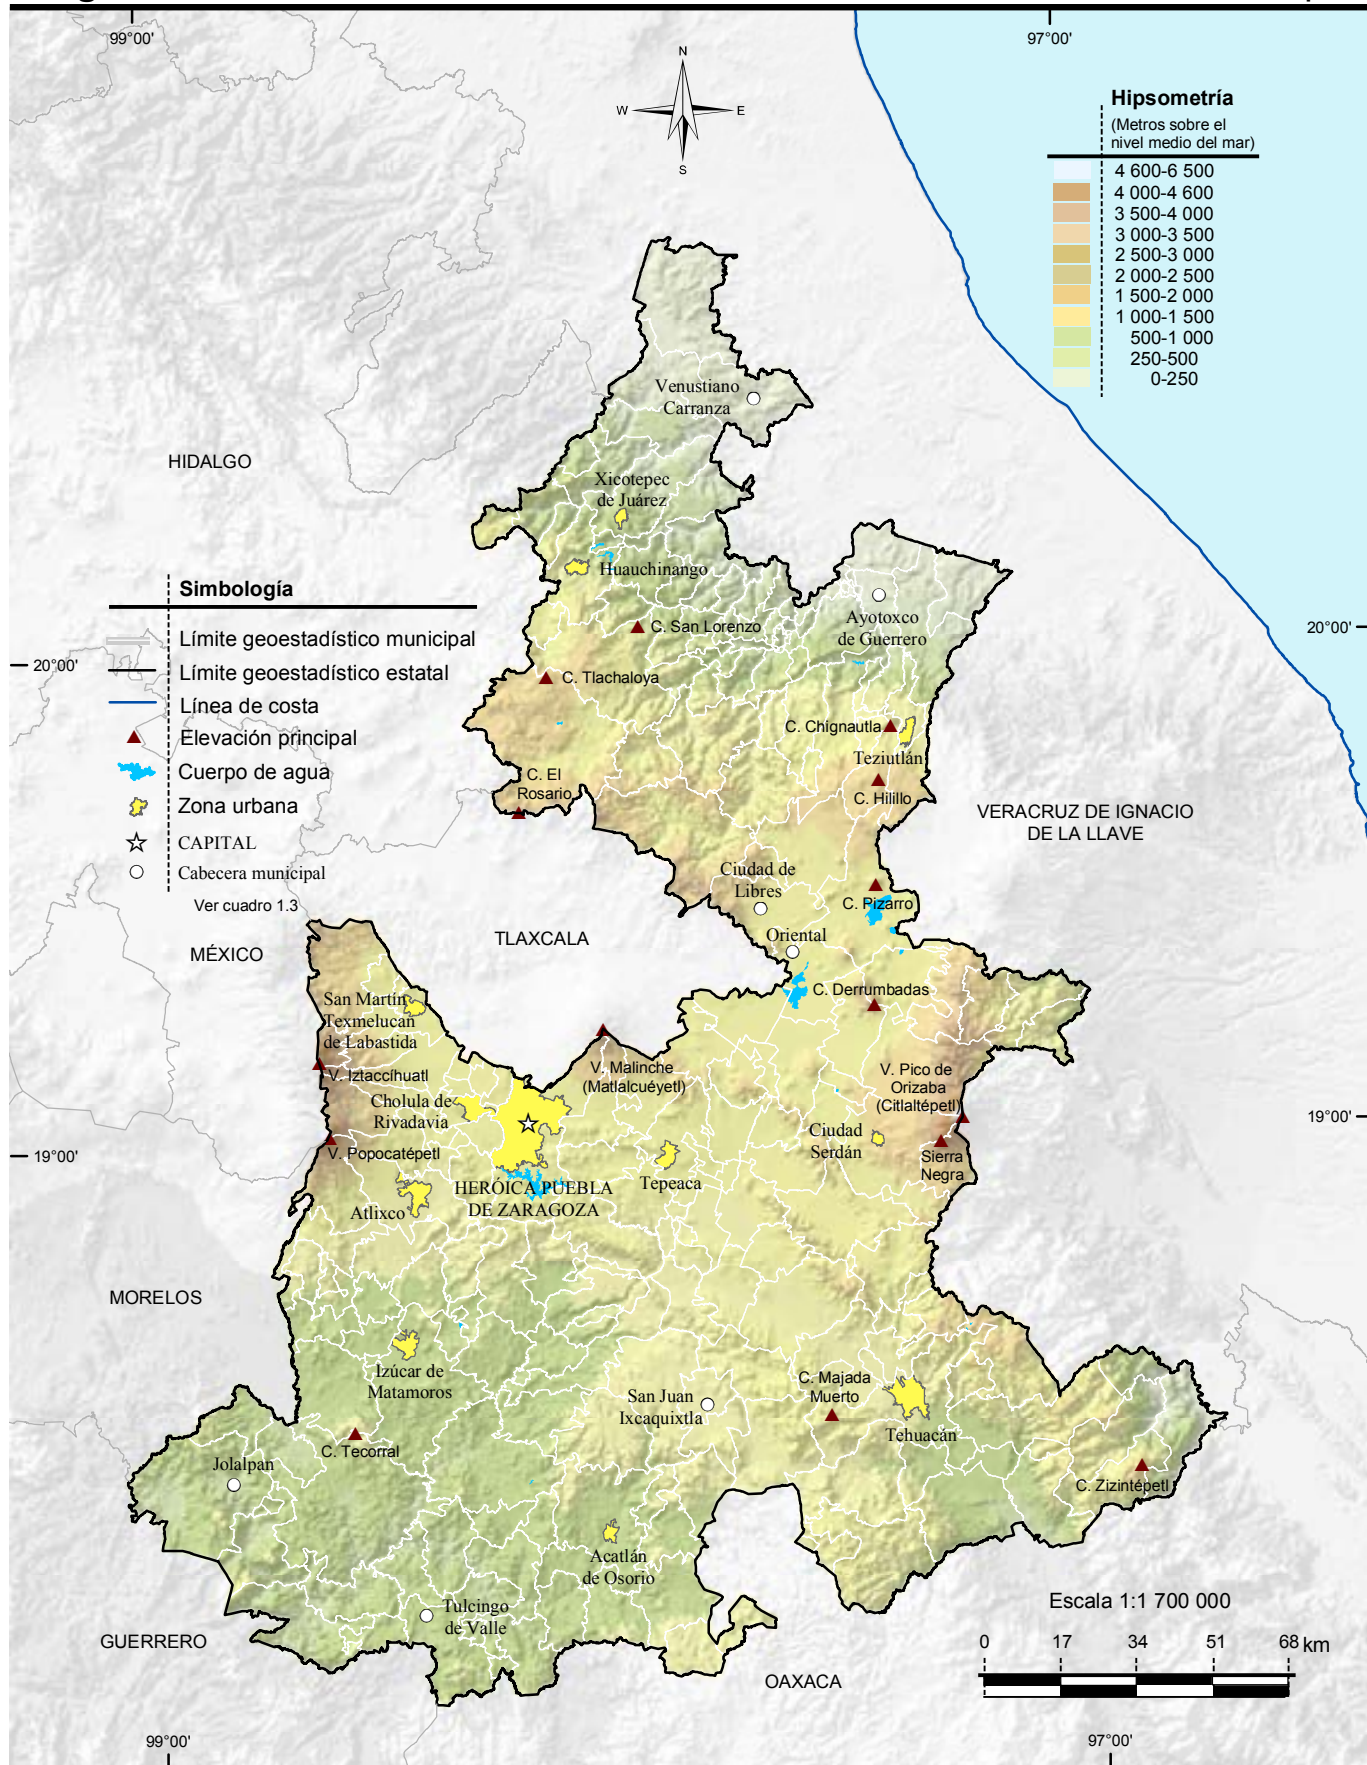 99°00'
97°00'
N
W
E
S
Hipsometría
(Metros sobre el
nivel medio del mar)
4 600-6 500
4 000-4 600
3 500-4 000
3 000-3 500
2 500-3 000
2 000-2 500
1 500-2 000
1 000-1 500
500-1 000
250-500
0-250
Venustiano
Carranza
HIDALGO
Xicotepec
de Juárez
Huauchinango
Simbología
Límite geoestadístico municipal
Límite geoestadístico estatal
Línea de costa
Elevación principal
Cuerpo de agua
Zona urbana
CAPITAL
Cabecera municipal
Ver cuadro 1.3
20°00'
20°00'
Ayotoxco
de Guerrero
C. San Lorenzo
C. Tlachaloya
C. Chignautla
Teziutlán
C. El
Rosario
C. Hilillo
VERACRUZ DE IGNACIO
DE LA LLAVE
Ciudad de
Libres
C. Pizarro
Oriental
TLAXCALA
MÉXICO
C. Derrumbadas
San Martín
Texmelucan
de Labastida
V. Iztaccíhuatl
V. Malinche
(Matlalcuéyetl)
V. Pico de
Orizaba
(Citlaltépetl)
Cholula de
Rivadavia
19°00'
19°00'
Ciudad
Serdán
V. Popocatépetl
Sierra
Negra
Tepeaca
HERÓICA PUEBLA
DE ZARAGOZA
Atlixco
MORELOS
Izúcar de
Matamoros
San Juan
Ixcaquixtla
C. Majada
Muerto
Tehuacán
C. Tecorral
Jolalpan
C. Zizintépetl
Acatlán
de Osorio
Tulcingo
de Valle
Escala 1:1 700 000
GUERRERO
0 17 34 51 68 km
OAXACA
99°00'
97°00'